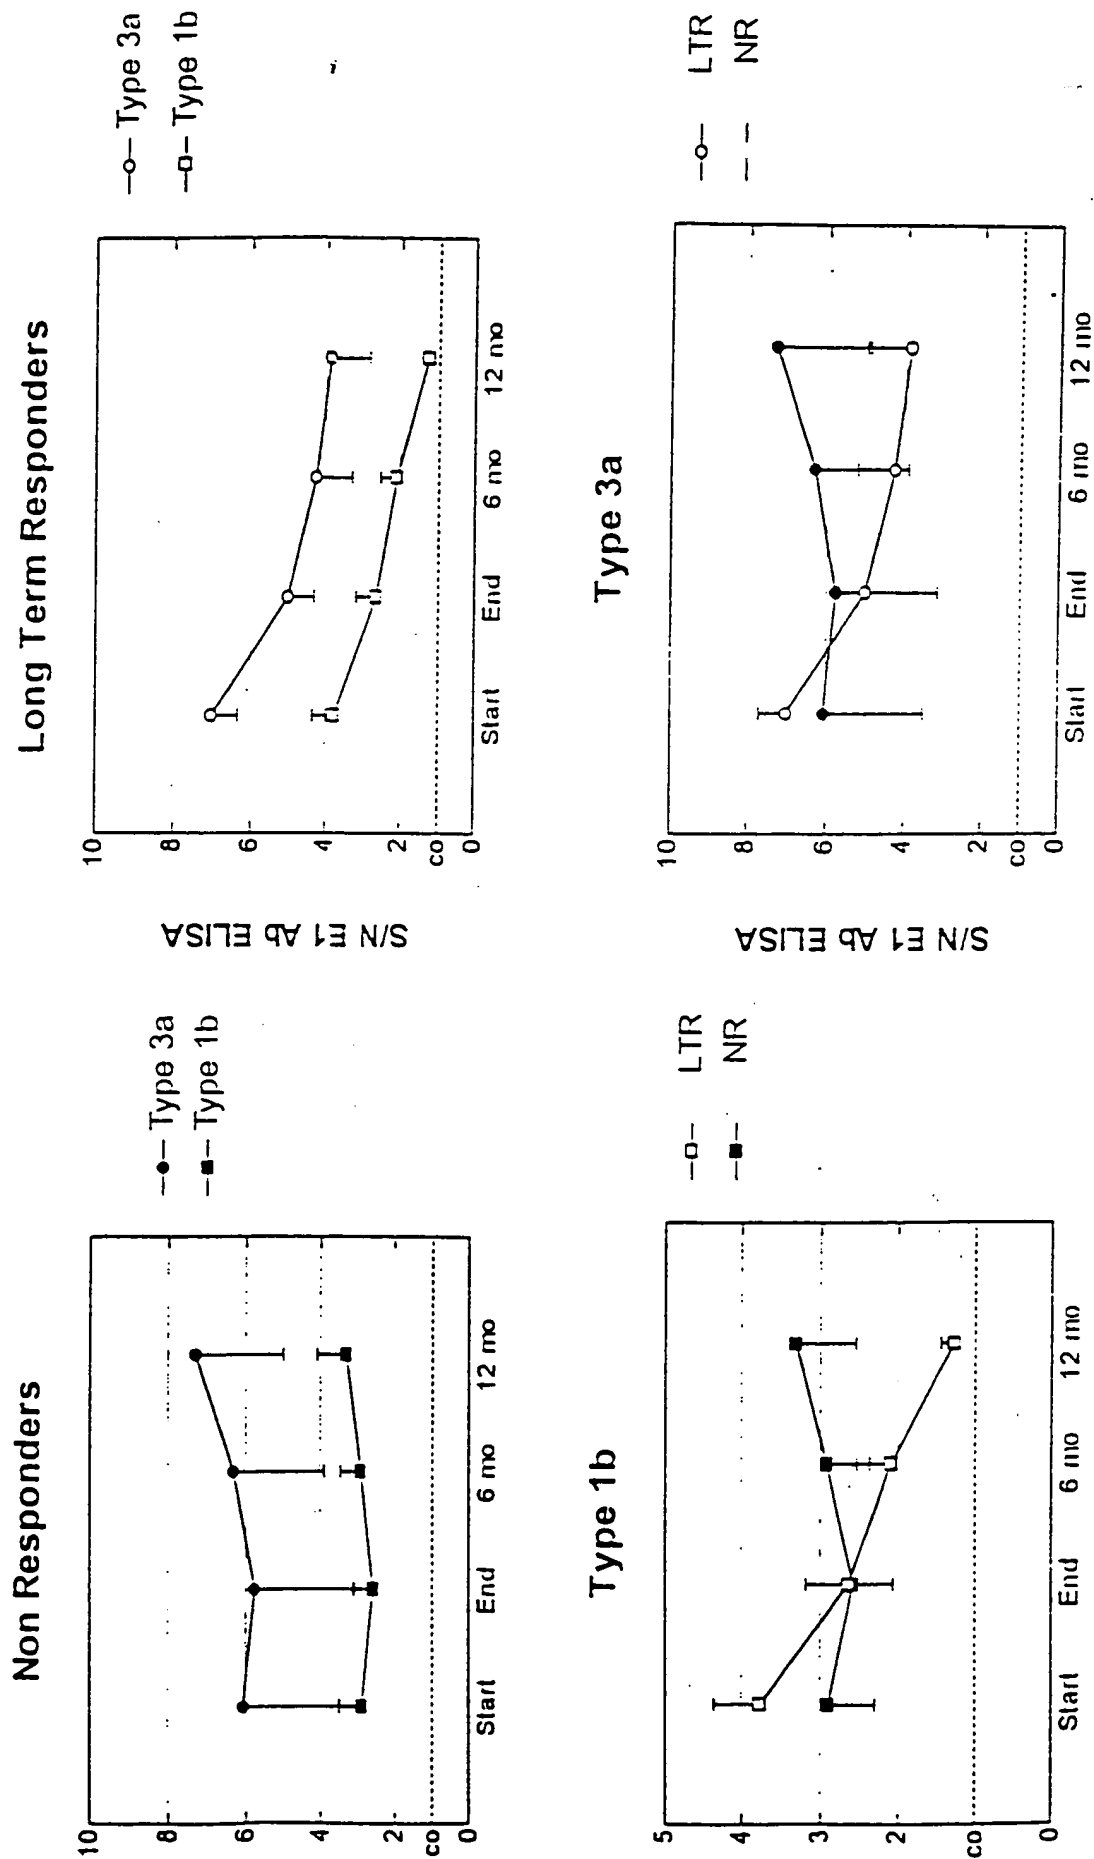 Non Responders
10
8
6
4
2
co
0
Start End 6 mo 12 mo
Type 3a
Type 1b
Long Term Responders
S/N E1 Ab ELISA
10
8
6
4
2
co
0
Start End 6 mo 12 mo
Type 3a
Type 1b
Type 1b
5
4
3
2
co
0
Start End 6 mo 12 mo
LTR
NR
Type 3a
S/N E1 Ab ELISA
10
8
6
4
co
0
Start End 6 mo 12 mo
LTR
NR